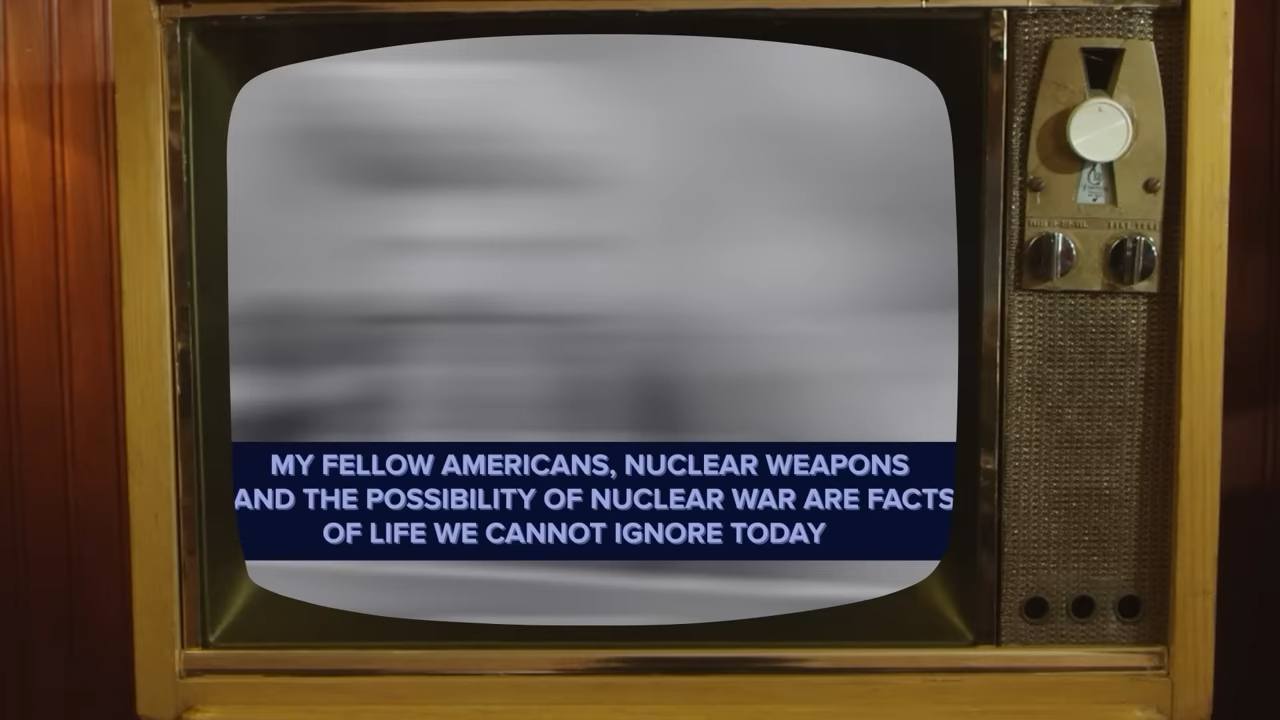 MY FELLOW AMERICANS, NUCLEAR WEAPONS
AND THE POSSIBILITY OF NUCLEAR WAR ARE FACTS
OF LIFE WE CANNOT IGNORE TODAY